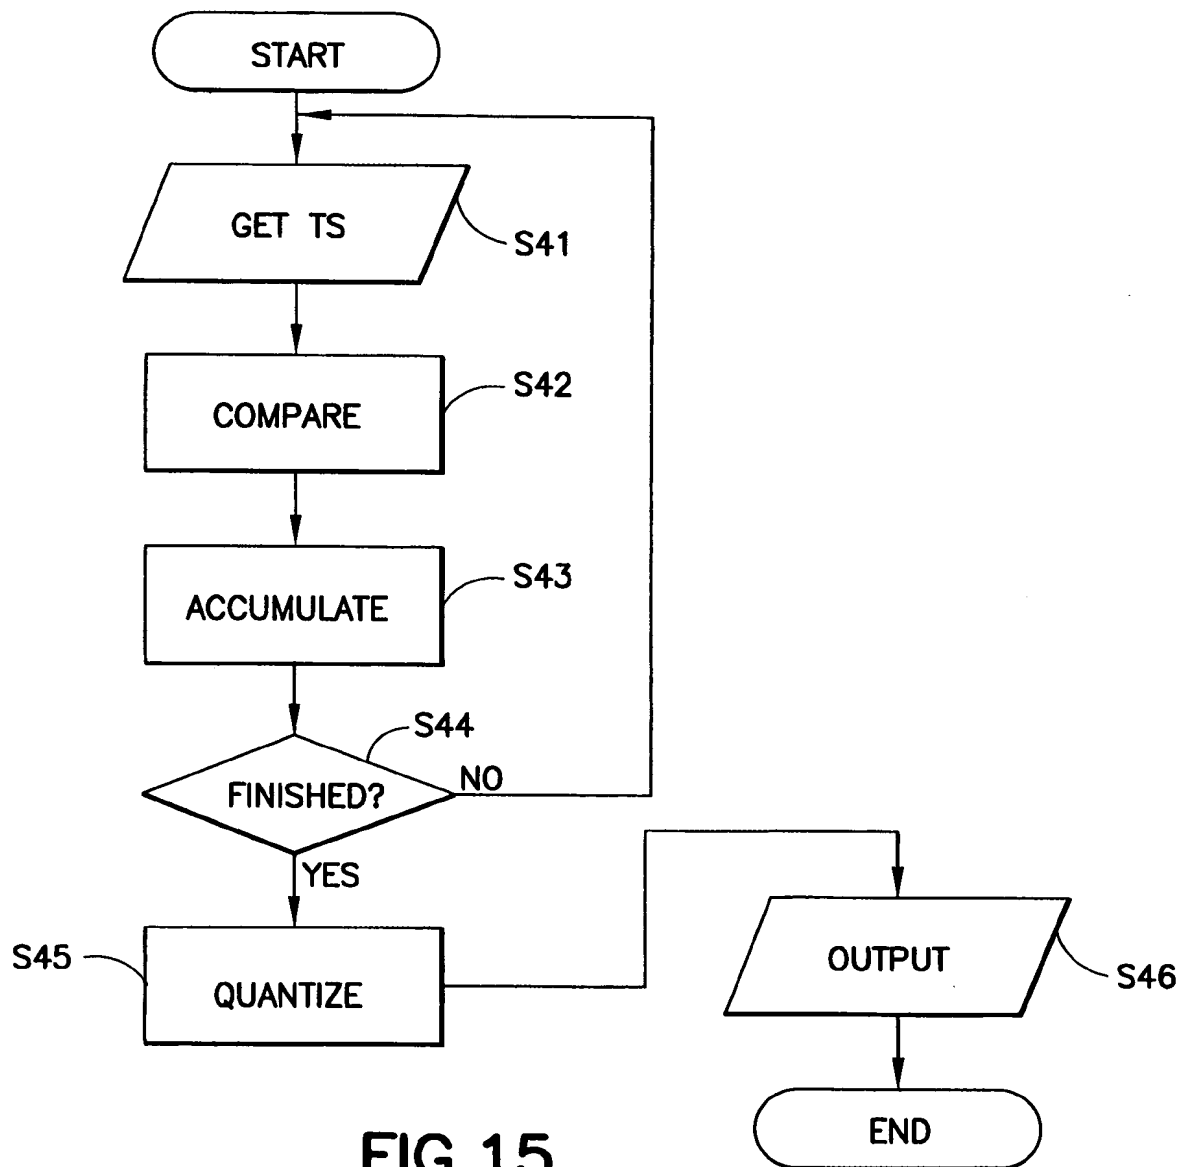 START
GET TS
S41
COMPARE
S42
ACCUMULATE
S43
S44
FINISHED?
NO
YES
S45
QUANTIZE
OUTPUT
S46
END
FIG.15